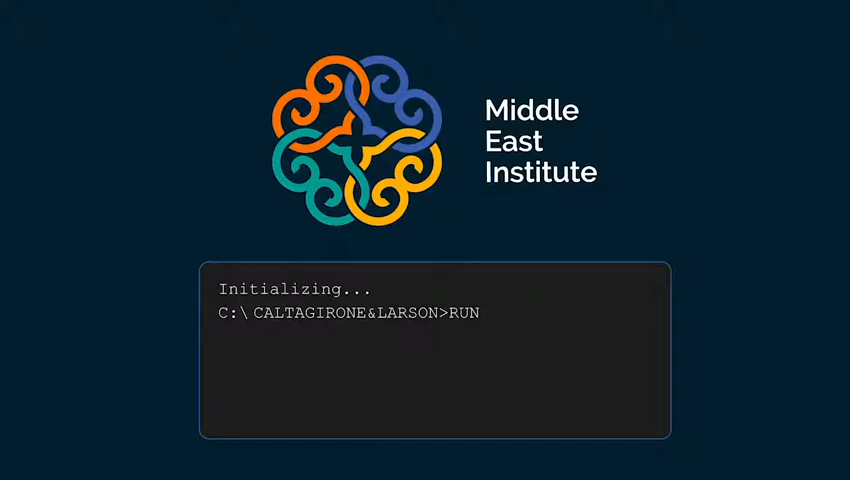 Middle
East
Institute
Initializing...
C:\ CALTAGIRONE&LARSON>RUN